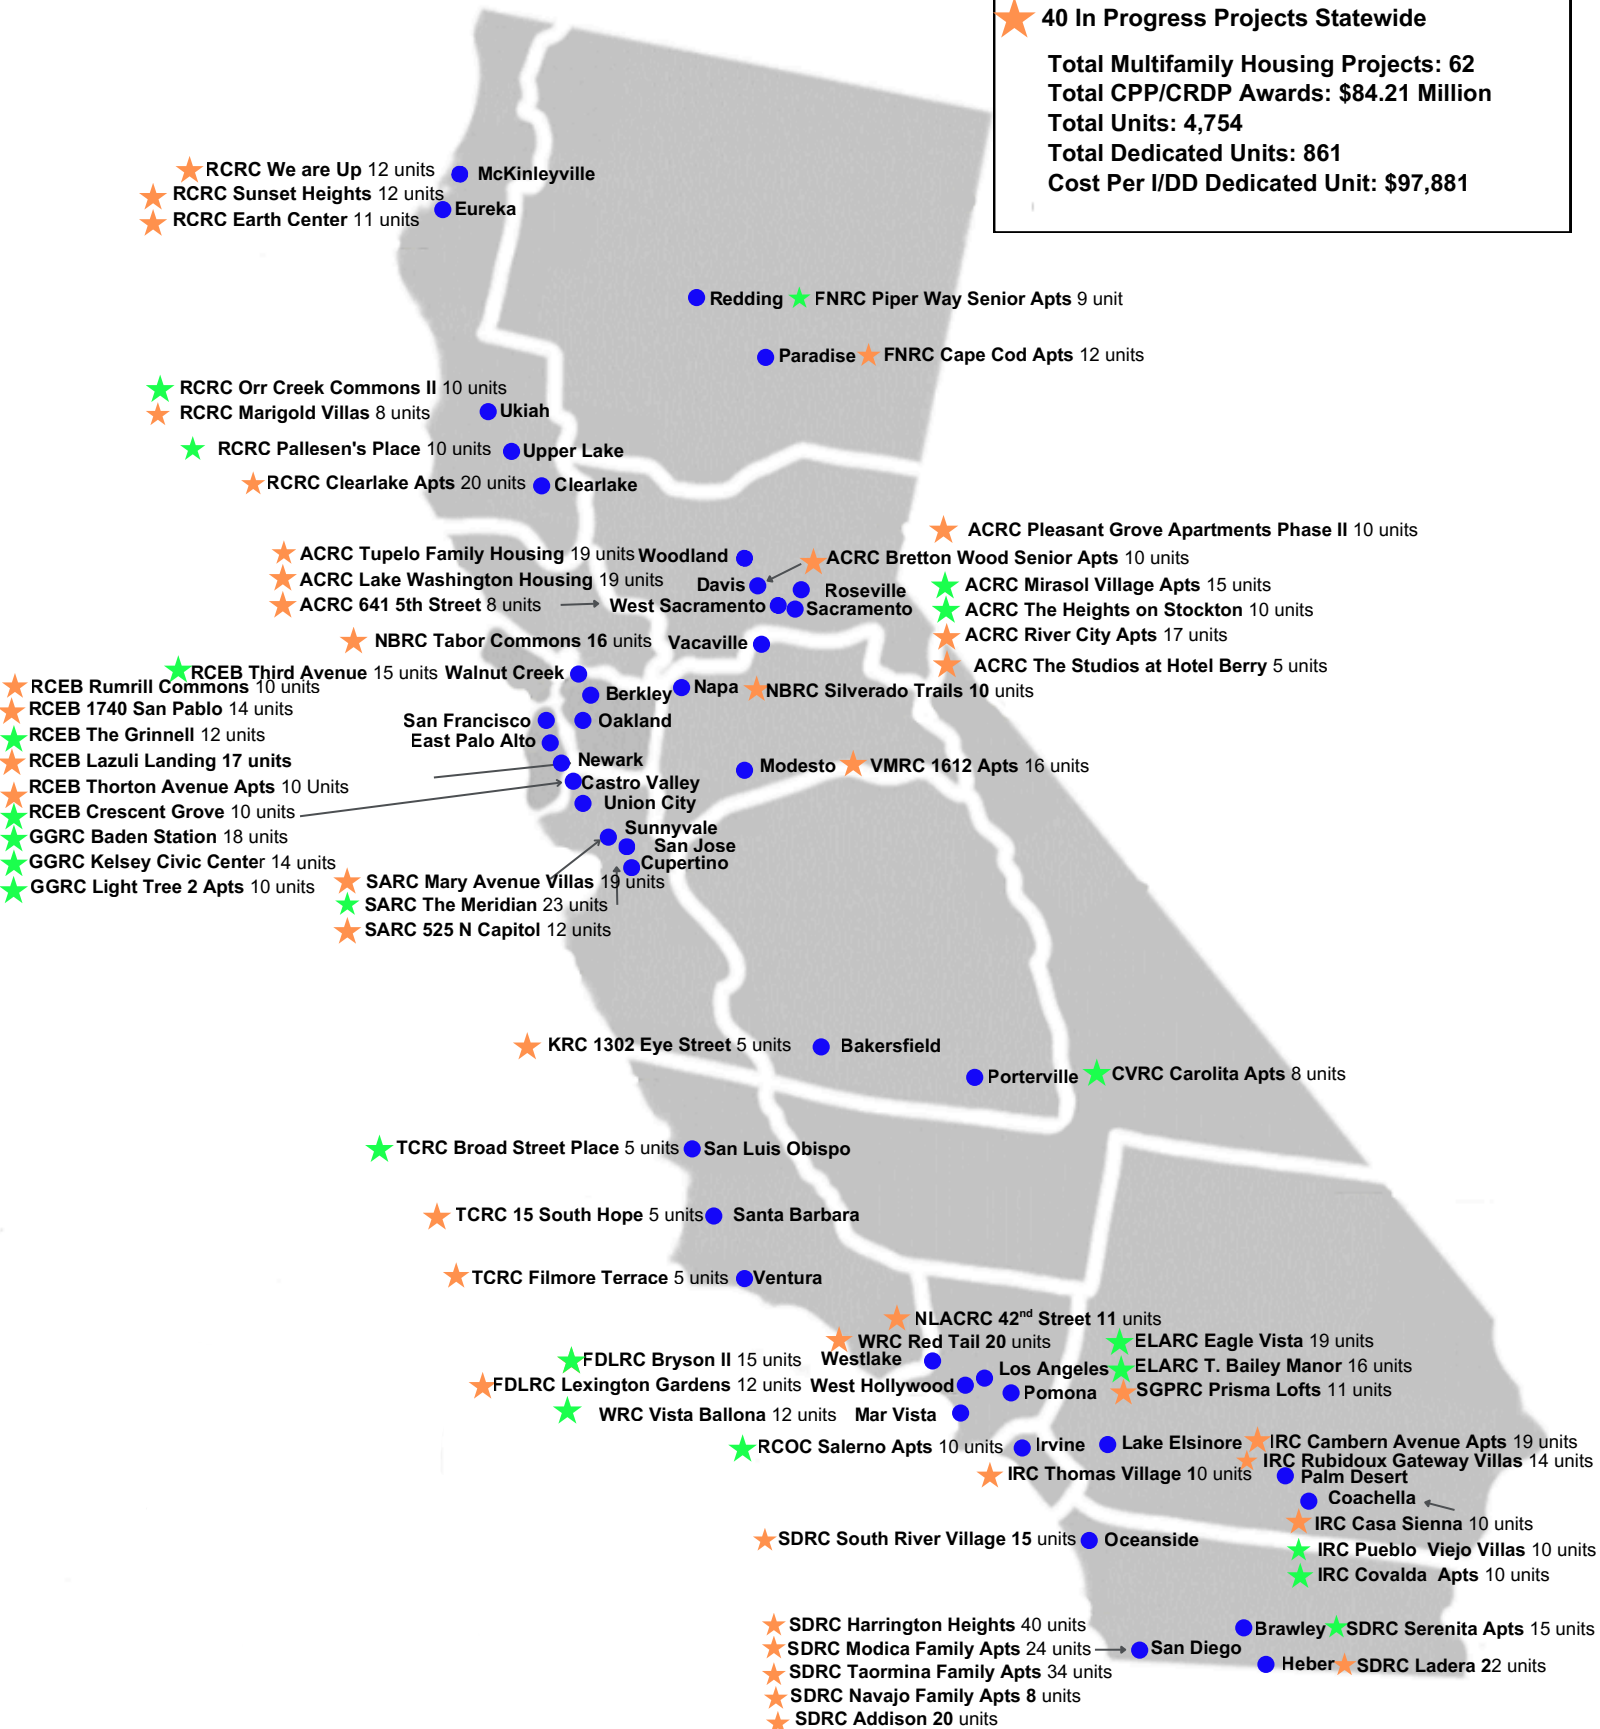 40 In Progress Projects Statewide
Total Multifamily Housing Projects: 62
Total CPP/CRDP Awards: $84.21 Million
Total Units: 4,754
Total Dedicated Units: 861
Cost Per I/DD Dedicated Unit: $97,881
RCRC We are Up 12 units
McKinleyville
RCRC Sunset Heights 12 units
Eureka
RCRC Earth Center 11 units
Redding FNRC Piper Way Senior Apts 9 unit
Paradise FNRC Cape Cod Apts 12 units
RCRC Orr Creek Commons II 10 units
RCRC Marigold Villas 8 units
Ukiah
RCRC Pallesen's Place 10 units
Upper Lake
RCRC Clearlake Apts 20 units
Clearlake
ACRC Pleasant Grove Apartments Phase II 10 units
ACRC Tupelo Family Housing 19 units
Woodland
ACRC Bretton Wood Senior Apts 10 units
ACRC Lake Washington Housing 19 units
Davis
Roseville
ACRC Mirasol Village Apts 15 units
ACRC 641 5th Street 8 units
West Sacramento
Sacramento
ACRC The Heights on Stockton 10 units
ACRC River City Apts 17 units
NBRC Tabor Commons 16 units
Vacaville
ACRC The Studios at Hotel Berry 5 units
RCEB Third Avenue 15 units
Walnut Creek
RCEB Rumrill Commons 10 units
Berkley
Napa NBRC Silverado Trails 10 units
RCEB 1740 San Pablo 14 units
San Francisco
Oakland
RCEB The Grinnell 12 units
East Palo Alto
RCEB Lazuli Landing 17 units
Newark
Modesto VMRC 1612 Apts 16 units
RCEB Thorton Avenue Apts 10 Units
Castro Valley
RCEB Crescent Grove 10 units
Union City
GGRC Baden Station 18 units
Sunnyvale
San Jose
GGRC Kelsey Civic Center 14 units
Cupertino
GGRC Light Tree 2 Apts 10 units
SARC Mary Avenue Villas 19 units
SARC The Meridian 23 units
SARC 525 N Capitol 12 units
KRC 1302 Eye Street 5 units
Bakersfield
Porterville CVRC Carolita Apts 8 units
TCRC Broad Street Place 5 units
San Luis Obispo
TCRC 15 South Hope 5 units
Santa Barbara
TCRC Filmore Terrace 5 units
Ventura
NLACRC 42nd Street 11 units
WRC Red Tail 20 units
ELARC Eagle Vista 19 units
FDLRC Bryson II 15 units
Westlake
Los Angeles
ELARC T. Bailey Manor 16 units
FDLRC Lexington Gardens 12 units
West Hollywood
Pomona
SGPRC Prisma Lofts 11 units
WRC Vista Ballona 12 units
Mar Vista
RCOC Salerno Apts 10 units
Irvine
Lake Elsinore
IRC Cambern Avenue Apts 19 units
IRC Rubidoux Gateway Villas 14 units
IRC Thomas Village 10 units
Palm Desert
Coachella
IRC Casa Sienna 10 units
SDRC South River Village 15 units
Oceanside
IRC Pueblo Viejo Villas 10 units
IRC Covalda Apts 10 units
SDRC Harrington Heights 40 units
Brawley SDRC Serenita Apts 15 units
SDRC Modica Family Apts 24 units
San Diego
Heber SDRC Ladera 22 units
SDRC Taormina Family Apts 34 units
SDRC Navajo Family Apts 8 units
SDRC Addison 20 units